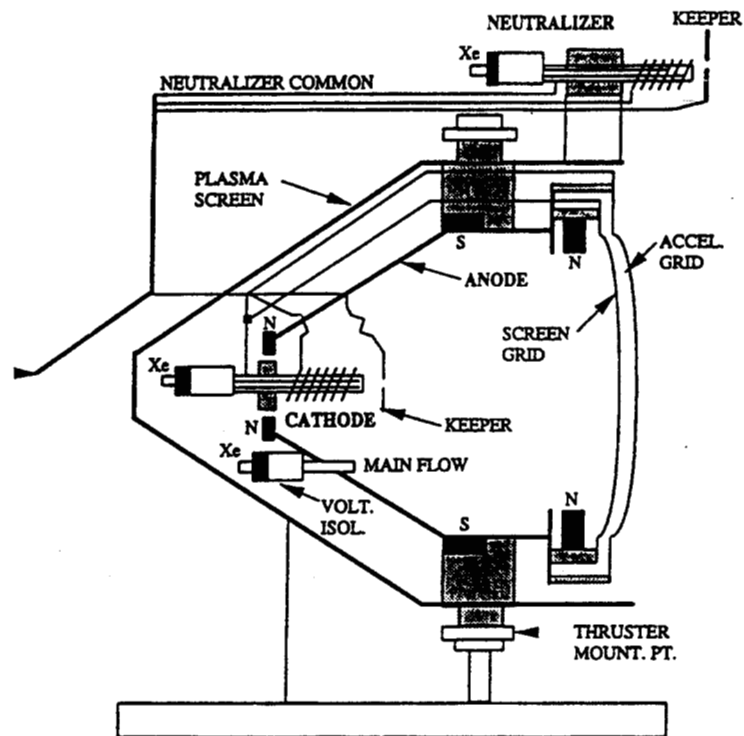 KEEPER
NEUTRALIZER
Xe
NEUTRALIZER COMMON
PLASMA
SCREEN
S
N
ACCEL.
GRID
ANODE
SCREEN
GRID
N
Xe
CATHODE
KEEPER
N
Xe
MAIN FLOW
VOLT.
ISOL.
S
N
THRUSTER
MOUNT. PT.